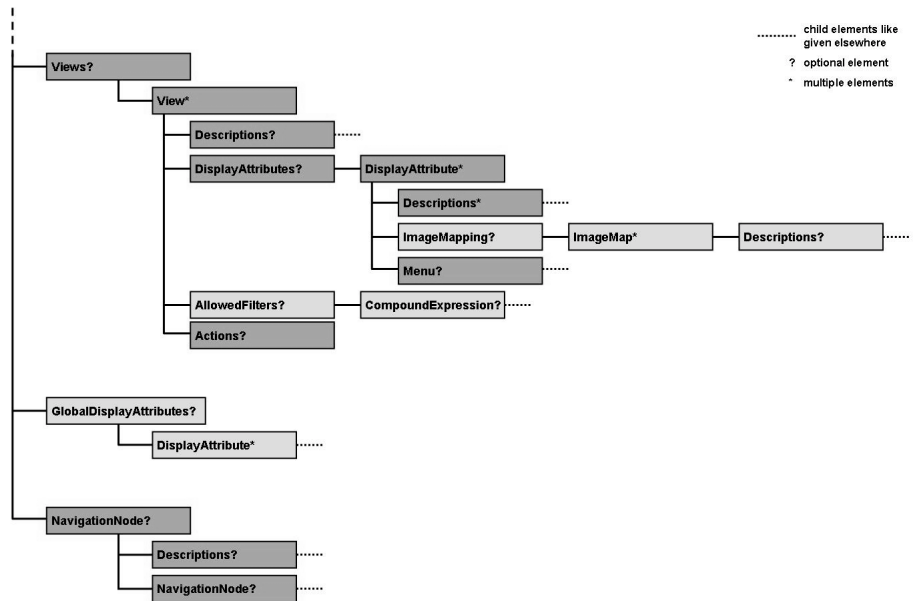 child elements like
given elsewhere
? optional element
* multiple elements
Views?
View*
Descriptions?
DisplayAttributes?
DisplayAttribute*
Descriptions*
ImageMapping?
ImageMap*
Descriptions?
Menu?
AllowedFilters?
CompoundExpression?
Actions?
GlobalDisplayAttributes?
DisplayAttribute*
NavigationNode?
Descriptions?
NavigationNode?